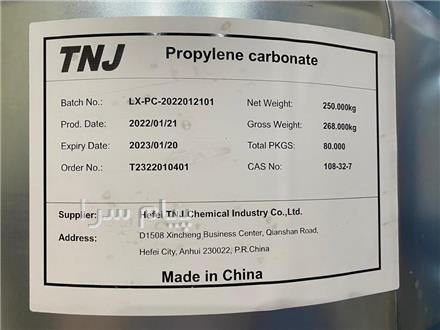 TNJ Propylene carbonate
Batch No.: LX-PC-2022012101 Net Weight: 250.000kg
Prod. Date: 2022/01/21 Gross Weight: 268.000kg
Expiry Date: 2023/01/20 Total PKGS: 80.000
Order No.: T2322010401 CAS No: 108-32-7
پیام سرا
Supplier: Hefei TNJ Chemical Industry Co.,Ltd.
Address: D1508 Xincheng Business Center, Qianshan Road,
Hefei City, Anhui 230022, P.R.China
Made in China